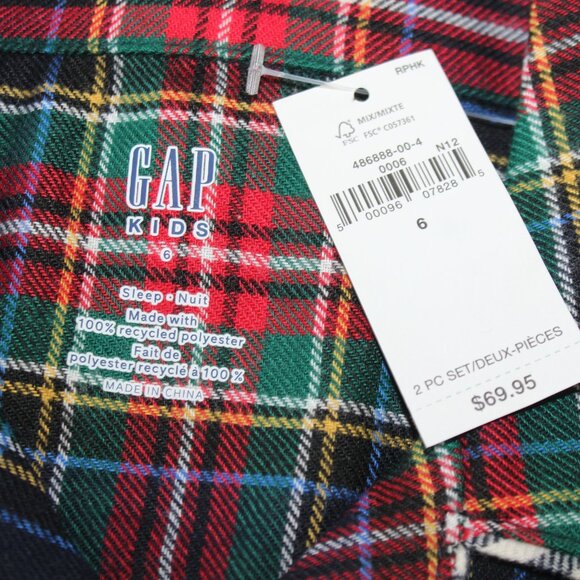 GAP
KIDS
6
Sleep • Nuit
Made with
100% recycled polyester
Fait de
polyester recyclé à 100 %
MADE IN CHINA
RPHK
FSC
MIX/MIXTE
FSC® C057361
486888-00-4 N12
0006
5 00096 07828 5
6
2 PC SET/DEUX-PIÈCES
$69.95